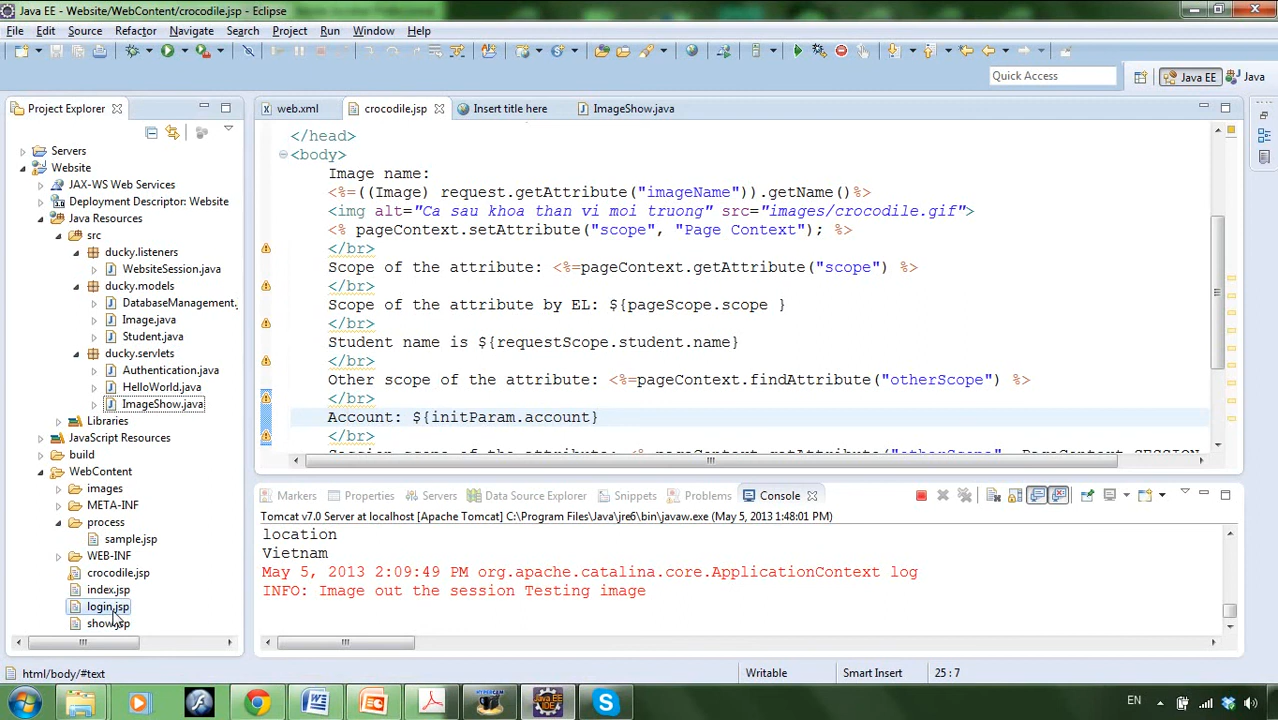 Java EE - Website/WebContent/crocodile.jsp - Eclipse
File Edit Source Refactor Navigate Search Project Run Window Help
Quick Access Java EE Java
Project Explorer
Servers
Website
JAX-WS Web Services
Deployment Descriptor: Website
Java Resources
src
ducky.listeners
WebsiteSession.java
ducky.models
DatabaseManagement.
Image.java
Student.java
ducky.servlets
Authentication.java
HelloWorld.java
ImageShow.java
Libraries
JavaScript Resources
build
WebContent
images
META-INF
process
sample.jsp
WEB-INF
crocodile.jsp
index.jsp
login.jsp
show.jsp
web.xml crocodile.jsp Insert title here ImageShow.java
</head>
<body>
Image name:
<%=((Image) request.getAttribute("imageName")).getName()%>
<img alt="Ca sau khoa than vi moi truong" src="images/crocodile.gif">
<% pageContext.setAttribute("scope", "Page Context"); %>
</br>
Scope of the attribute: <%=pageContext.getAttribute("scope") %>
</br>
Scope of the attribute by EL: ${pageScope.scope }
</br>
Student name is ${requestScope.student.name}
</br>
Other scope of the attribute: <%=pageContext.findAttribute("otherScope") %>
</br>
Account: ${initParam.account}
</br>
Markers Properties Servers Data Source Explorer Snippets Problems Console
Tomcat v7.0 Server at localhost [Apache Tomcat] C:\Program Files\Java\jre6\bin\javaw.exe (May 5, 2013 1:48:01 PM)
location
Vietnam
May 5, 2013 2:09:49 PM org.apache.catalina.core.ApplicationContext log
INFO: Image out the session Testing image
html/body/#text Writable Smart Insert 25 : 7
EN